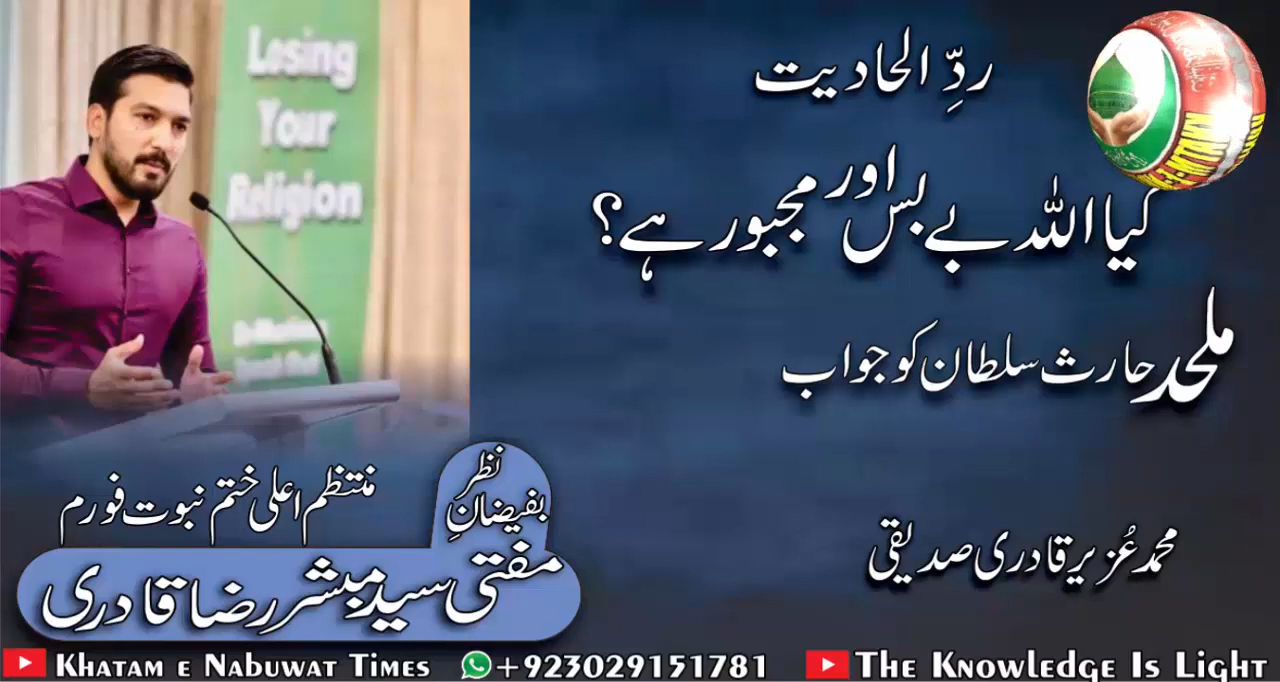 Losing
Your
Religion
ردِّ الحادیت
کیا اللہ بے بس اور مجبور ہے؟
ملحد حارث سلطان کو جواب
منتظم اعلی ختم نبوت فورم
بفیضانِ نظر
مفتی سید مبشر رضا قادری
محمد عُزیر قادری صدیقی
KHATAM E NABUWAT TIMES
+923029151781
THE KNOWLEDGE IS LIGHT